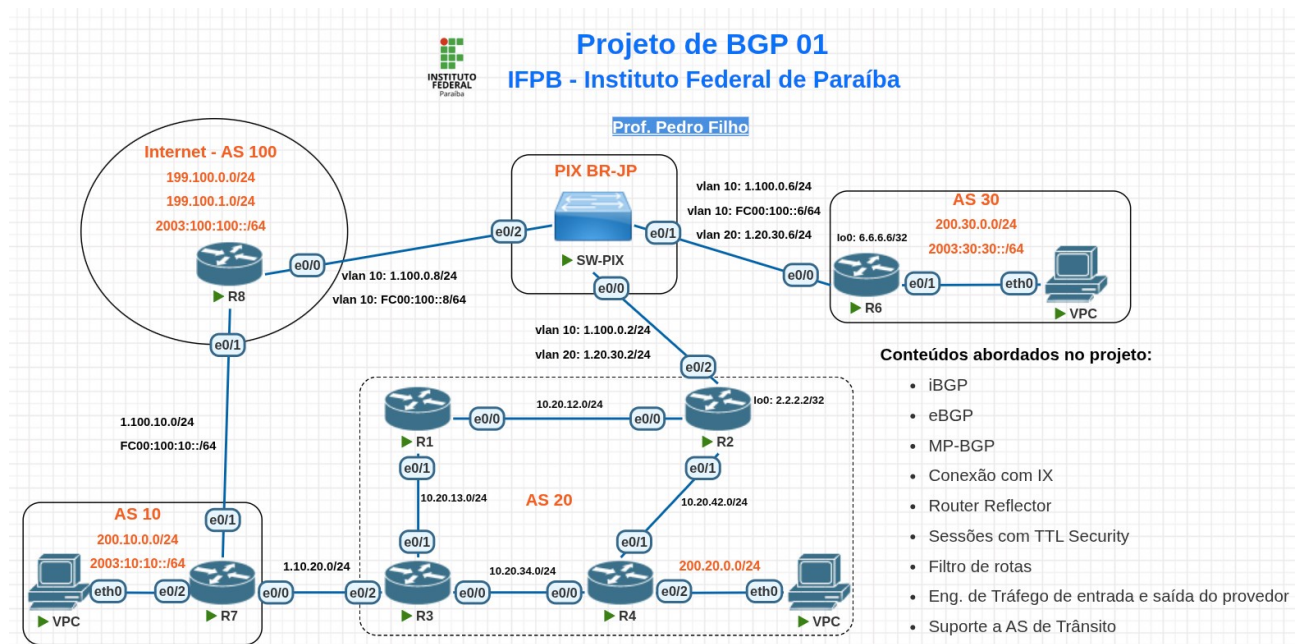 Projeto de BGP 01
INSTITUTO
FEDERAL
Paraíba
IFPB - Instituto Federal de Paraíba
Prof. Pedro Filho
Internet - AS 100
199.100.0.0/24
199.100.1.0/24
2003:100:100::/64
R8
e0/0
vlan 10: 1.100.0.8/24
vlan 10: FC00:100::8/64
e0/1
PIX BR-JP
e0/2
e0/1
SW-PIX
e0/0
vlan 10: 1.100.0.6/24
vlan 10: FC00:100::6/64
vlan 20: 1.20.30.6/24
AS 30
200.30.0.0/24
2003:30:30::/64
lo0: 6.6.6.6/32
e0/0
R6
e0/1
eth0
VPC
vlan 10: 1.100.0.2/24
vlan 20: 1.20.30.2/24
e0/2
lo0: 2.2.2.2/32
R1
e0/0
10.20.12.0/24
e0/0
R2
e0/1
10.20.13.0/24
e0/1
AS 20
e0/1
10.20.42.0/24
e0/1
1.100.10.0/24
FC00:100:10::/64
e0/1
AS 10
200.10.0.0/24
2003:10:10::/64
VPC
eth0
e0/2
R7
e0/0
1.10.20.0/24
e0/2
R3
e0/0
10.20.34.0/24
e0/0
R4
e0/2
200.20.0.0/24
eth0
VPC
Conteúdos abordados no projeto:
• iBGP
• eBGP
• MP-BGP
• Conexão com IX
• Router Reflector
• Sessões com TTL Security
• Filtro de rotas
• Eng. de Tráfego de entrada e saída do provedor
• Suporte a AS de Trânsito